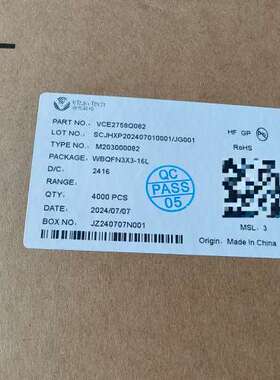 PART NO.: VCE2758Q062
LOT NO.: SCJHXP202407010001/JG001
TYPE NO.: M203000082
PACKAGE: WBQFN3X3-16L
D/C: 2416
RANGE:
QTY: 4000 PCS
DATE: 2024/07/07
BOX NO.: JZ240707N001
QC
PASS
05
HF GP
RoHS
MSL: 3
Origin: Made In China